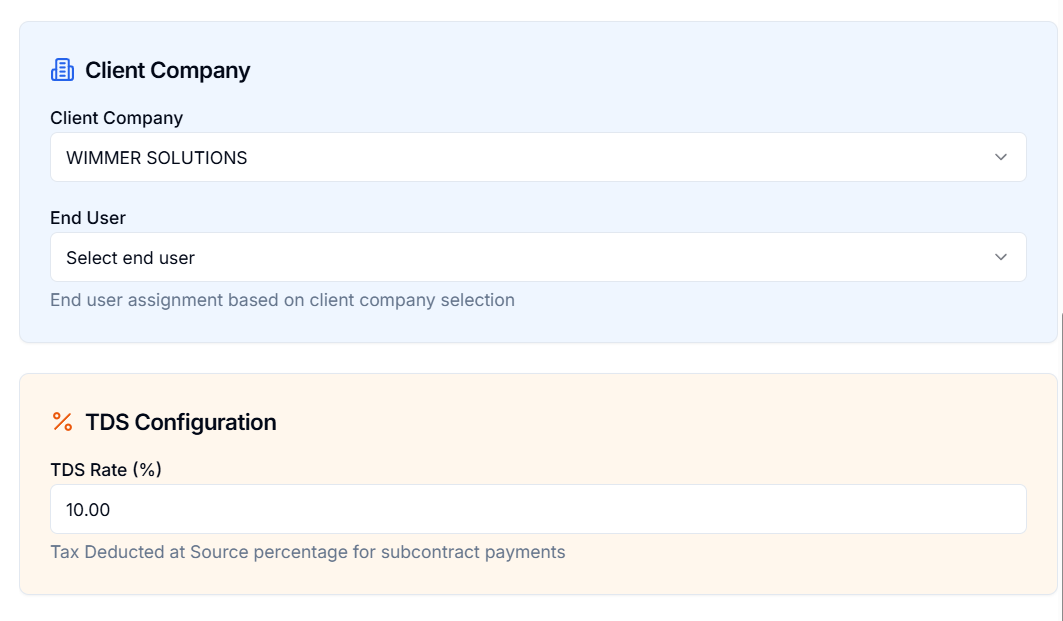 Client Company
Client Company
WIMMER SOLUTIONS
End User
Select end user
End user assignment based on client company selection
TDS Configuration
TDS Rate (%)
10.00
Tax Deducted at Source percentage for subcontract payments